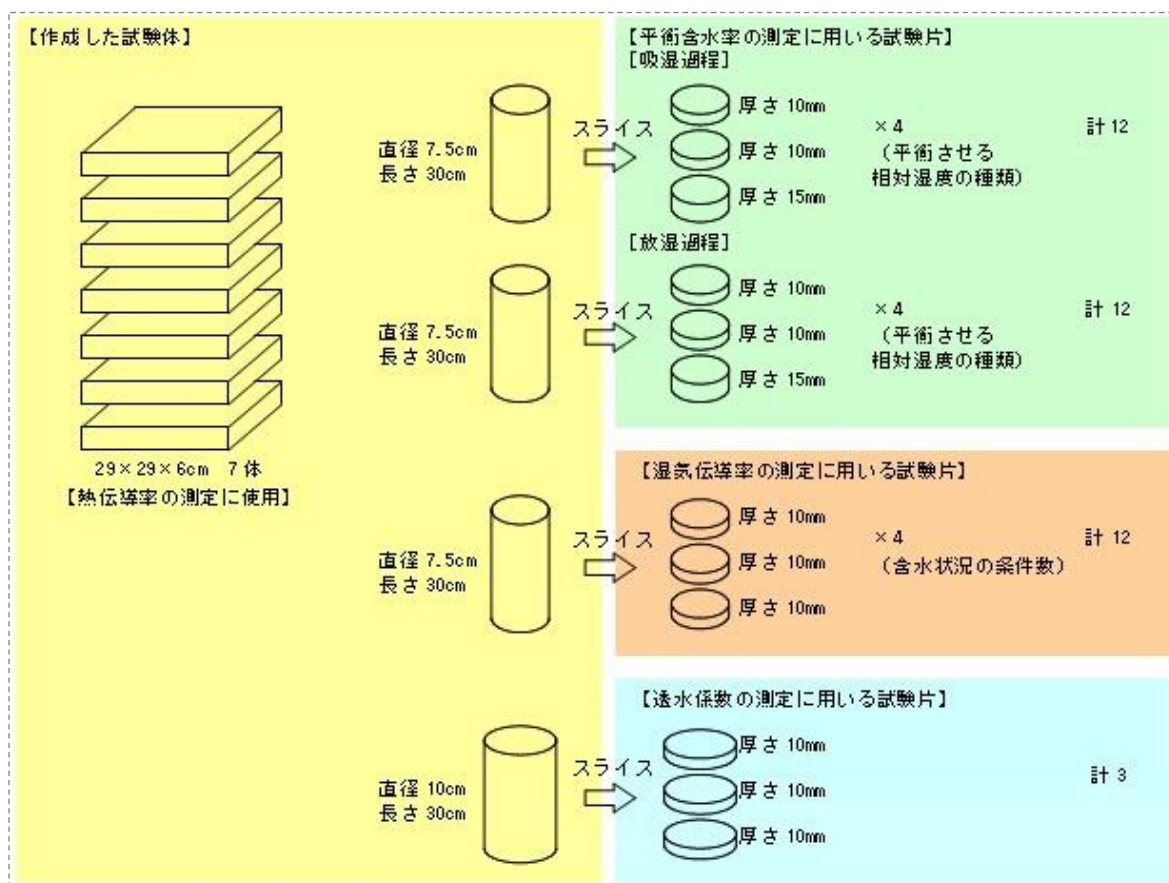 【作成した試験体】
29×29×6cm 7体
【熱伝導率の測定に使用】
直径 7.5cm
長さ 30cm
スライス
【平衡含水率の測定に用いる試験片】
[吸湿過程]
厚さ 10mm
厚さ 10mm
厚さ 15mm
×4
（平衡させる
相対湿度の種類）
計 12
直径 7.5cm
長さ 30cm
スライス
[放湿過程]
厚さ 10mm
厚さ 10mm
厚さ 15mm
×4
（平衡させる
相対湿度の種類）
計 12
直径 7.5cm
長さ 30cm
スライス
【湿気伝導率の測定に用いる試験片】
厚さ 10mm
厚さ 10mm
厚さ 10mm
×4
（含水状況の条件数）
計 12
直径 10cm
長さ 30cm
スライス
【透水係数の測定に用いる試験片】
厚さ 10mm
厚さ 10mm
厚さ 10mm
計 3